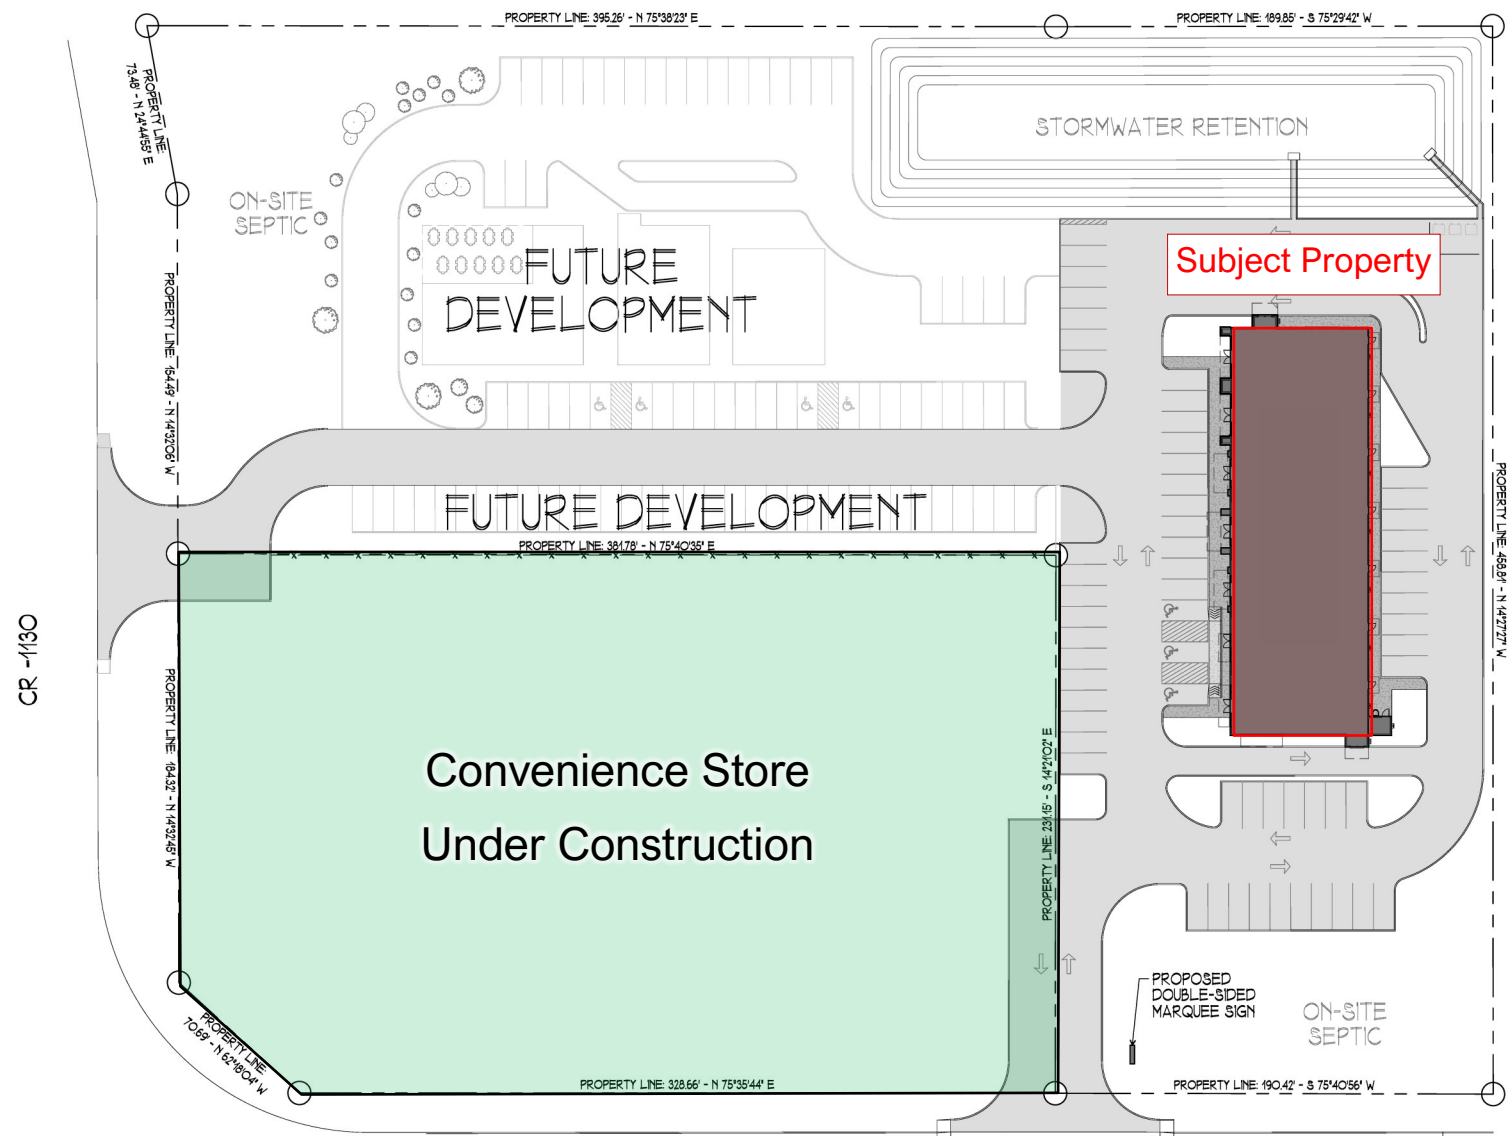 PROPERTY LINE: 395.26' - N 75°38'23" E
PROPERTY LINE: 189.85' - S 75°29'42" W
PROPERTY LINE:
73.48' - N 24°44'55" E
STORMWATER RETENTION
ON-SITE
SEPTIC
FUTURE
DEVELOPMENT
Subject Property
PROPERTY LINE: 154.49' - N 14°32'06" W
FUTURE DEVELOPMENT
PROPERTY LINE: 381.78' - N 75°40'35" E
PROPERTY LINE: 458.81' - N 14°27'27" W
CR -1130
PROPERTY LINE: 184.32' - N 14°32'45" W
Convenience Store
Under Construction
PROPERTY LINE: 231.15' - S 14°21'02" E
PROPOSED
DOUBLE-SIDED
MARQUEE SIGN
ON-SITE
SEPTIC
PROPERTY LINE:
70.69' - N 62°18'04" W
PROPERTY LINE: 328.66' - N 75°35'44" E
PROPERTY LINE: 190.42' - S 75°40'56" W